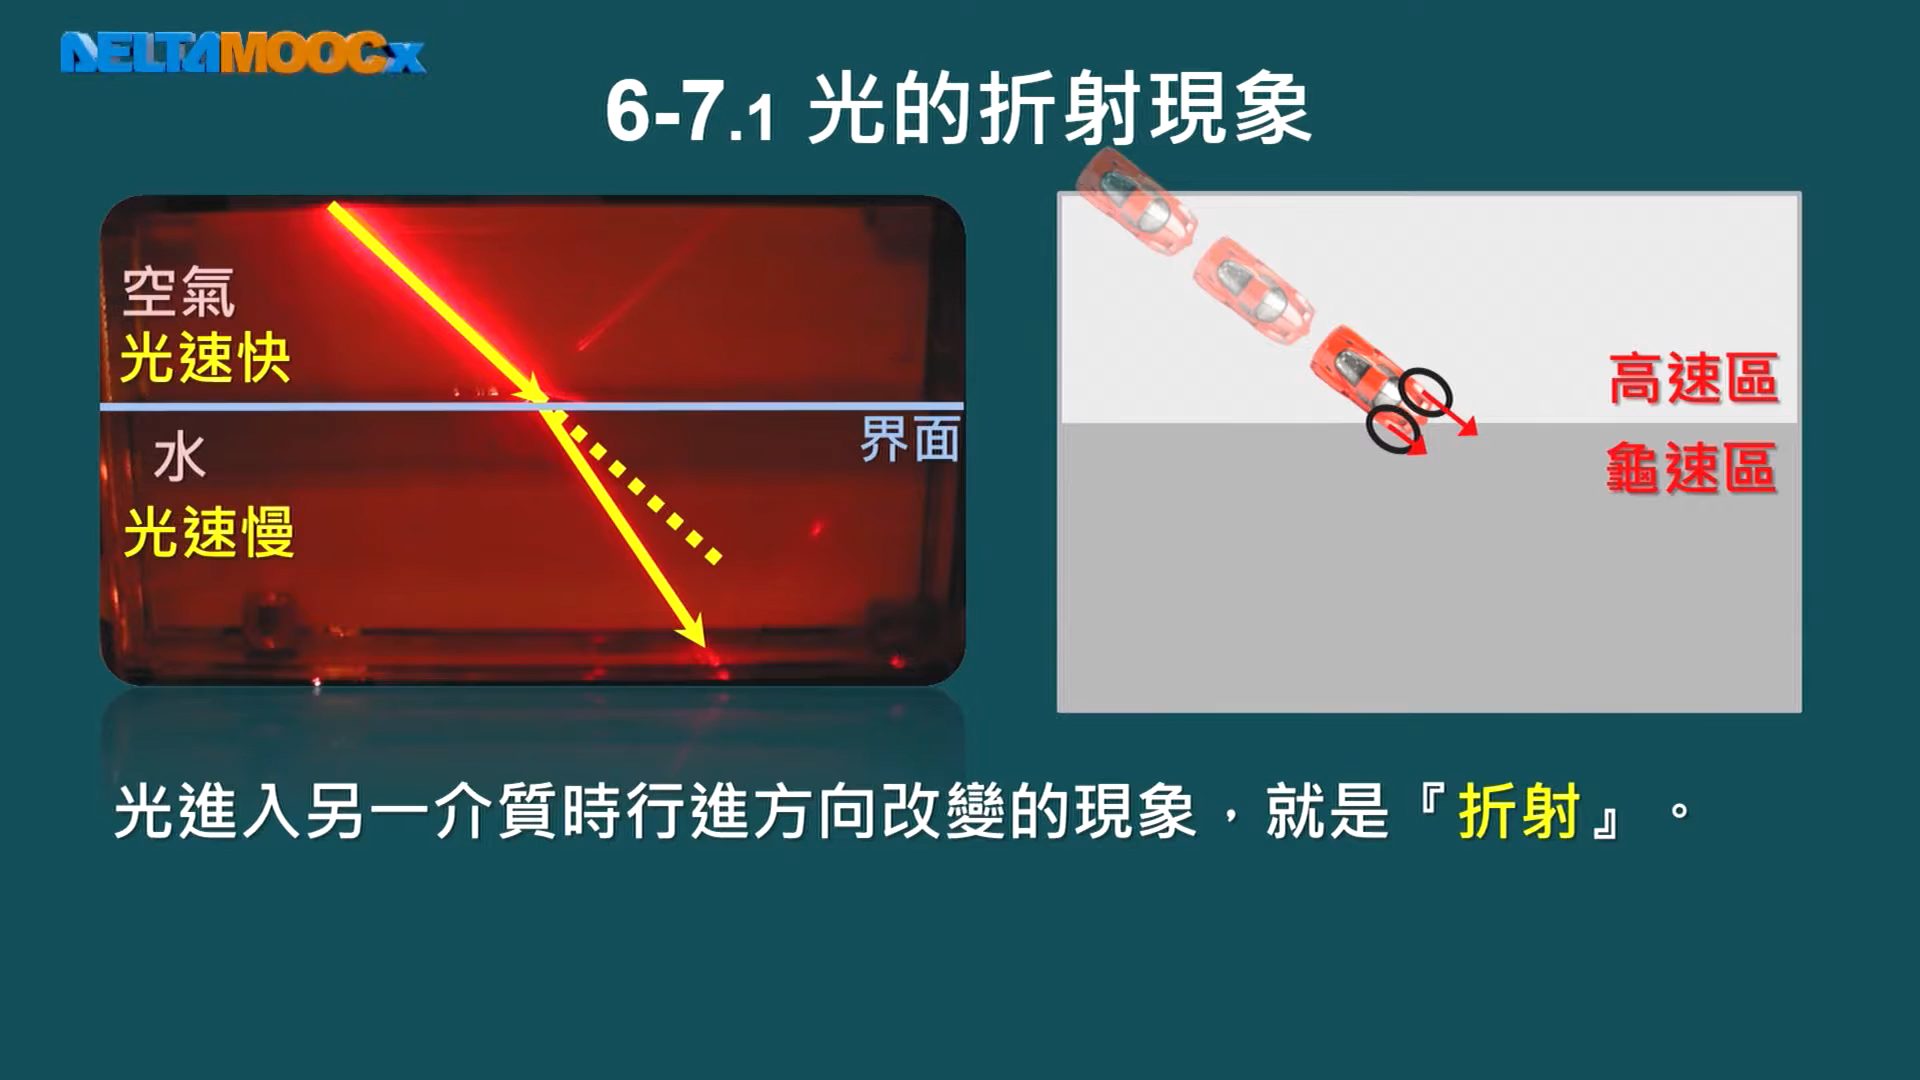 DELTAMOOCx
6-7.1 光的折射現象
空氣
光速快
水
光速慢
界面
高速區
龜速區
光進入另一介質時行進方向改變的現象，就是『折射』。